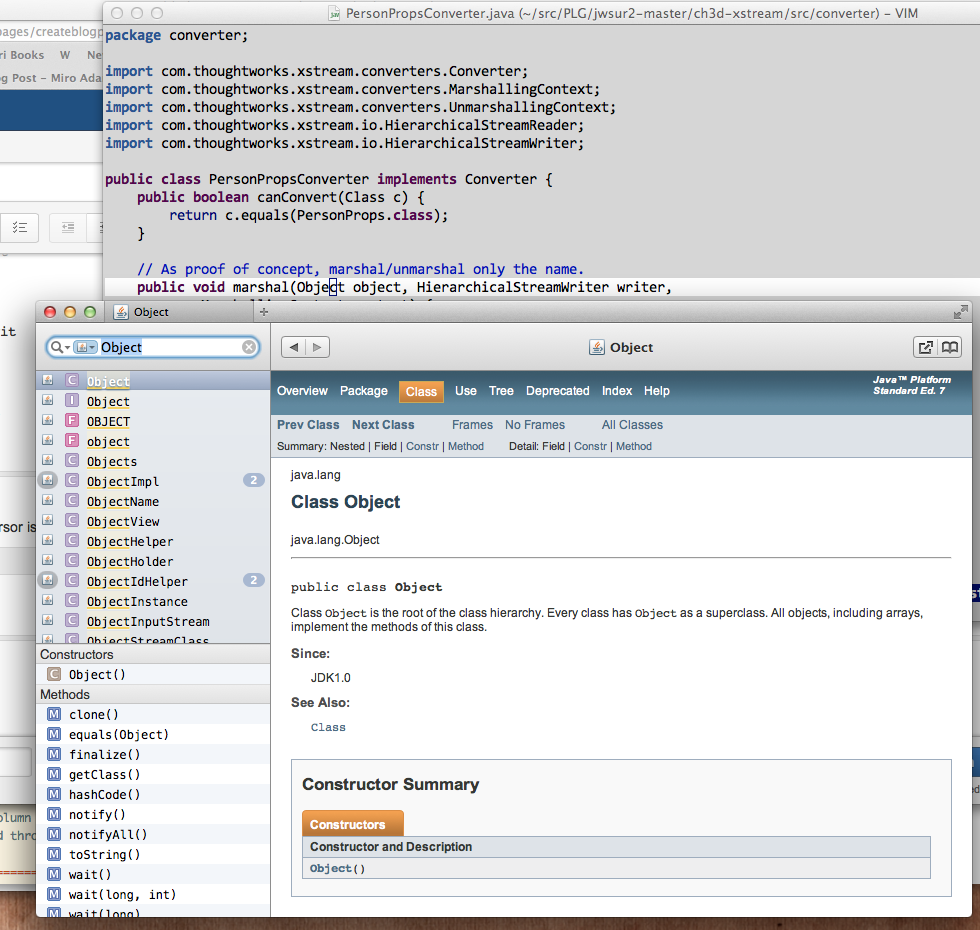 PersonPropsConverter.java (~/src/PLG/jwsur2-master/ch3d-xstream/src/converter) – VIM
pages/createblogp
ri Books W Ne
g Post – Miro Ada
package converter;
import com.thoughtworks.xstream.converters.Converter;
import com.thoughtworks.xstream.converters.MarshallingContext;
import com.thoughtworks.xstream.converters.UnmarshallingContext;
import com.thoughtworks.xstream.io.HierarchicalStreamReader;
import com.thoughtworks.xstream.io.HierarchicalStreamWriter;
public class PersonPropsConverter implements Converter {
public boolean canConvert(Class c) {
return c.equals(PersonProps.class);
}
// As proof of concept, marshal/unmarshal only the name.
public void marshal(Object object, HierarchicalStreamWriter writer,
it
rsor is
olumn
d thro
Object +
Object
Object
C Object
I Object
F OBJECT
F object
C Objects
C ObjectImpl 2
C ObjectName
C ObjectView
C ObjectHelper
C ObjectHolder
C ObjectIdHelper 2
C ObjectInstance
C ObjectInputStream
C ObjectStreamClass
Constructors
C Object()
Methods
M clone()
M equals(Object)
M finalize()
M getClass()
M hashCode()
M notify()
M notifyAll()
M toString()
M wait()
M wait(long, int)
M wait(long)
Overview Package Class Use Tree Deprecated Index Help
Java™ Platform
Standard Ed. 7
Prev Class Next Class Frames No Frames All Classes
Summary: Nested | Field | Constr | Method Detail: Field | Constr | Method
java.lang
Class Object
java.lang.Object
public class Object
Class Object is the root of the class hierarchy. Every class has Object as a superclass. All objects, including arrays,
implement the methods of this class.
Since:
JDK1.0
See Also:
Class
Constructor Summary
Constructors
Constructor and Description
Object()